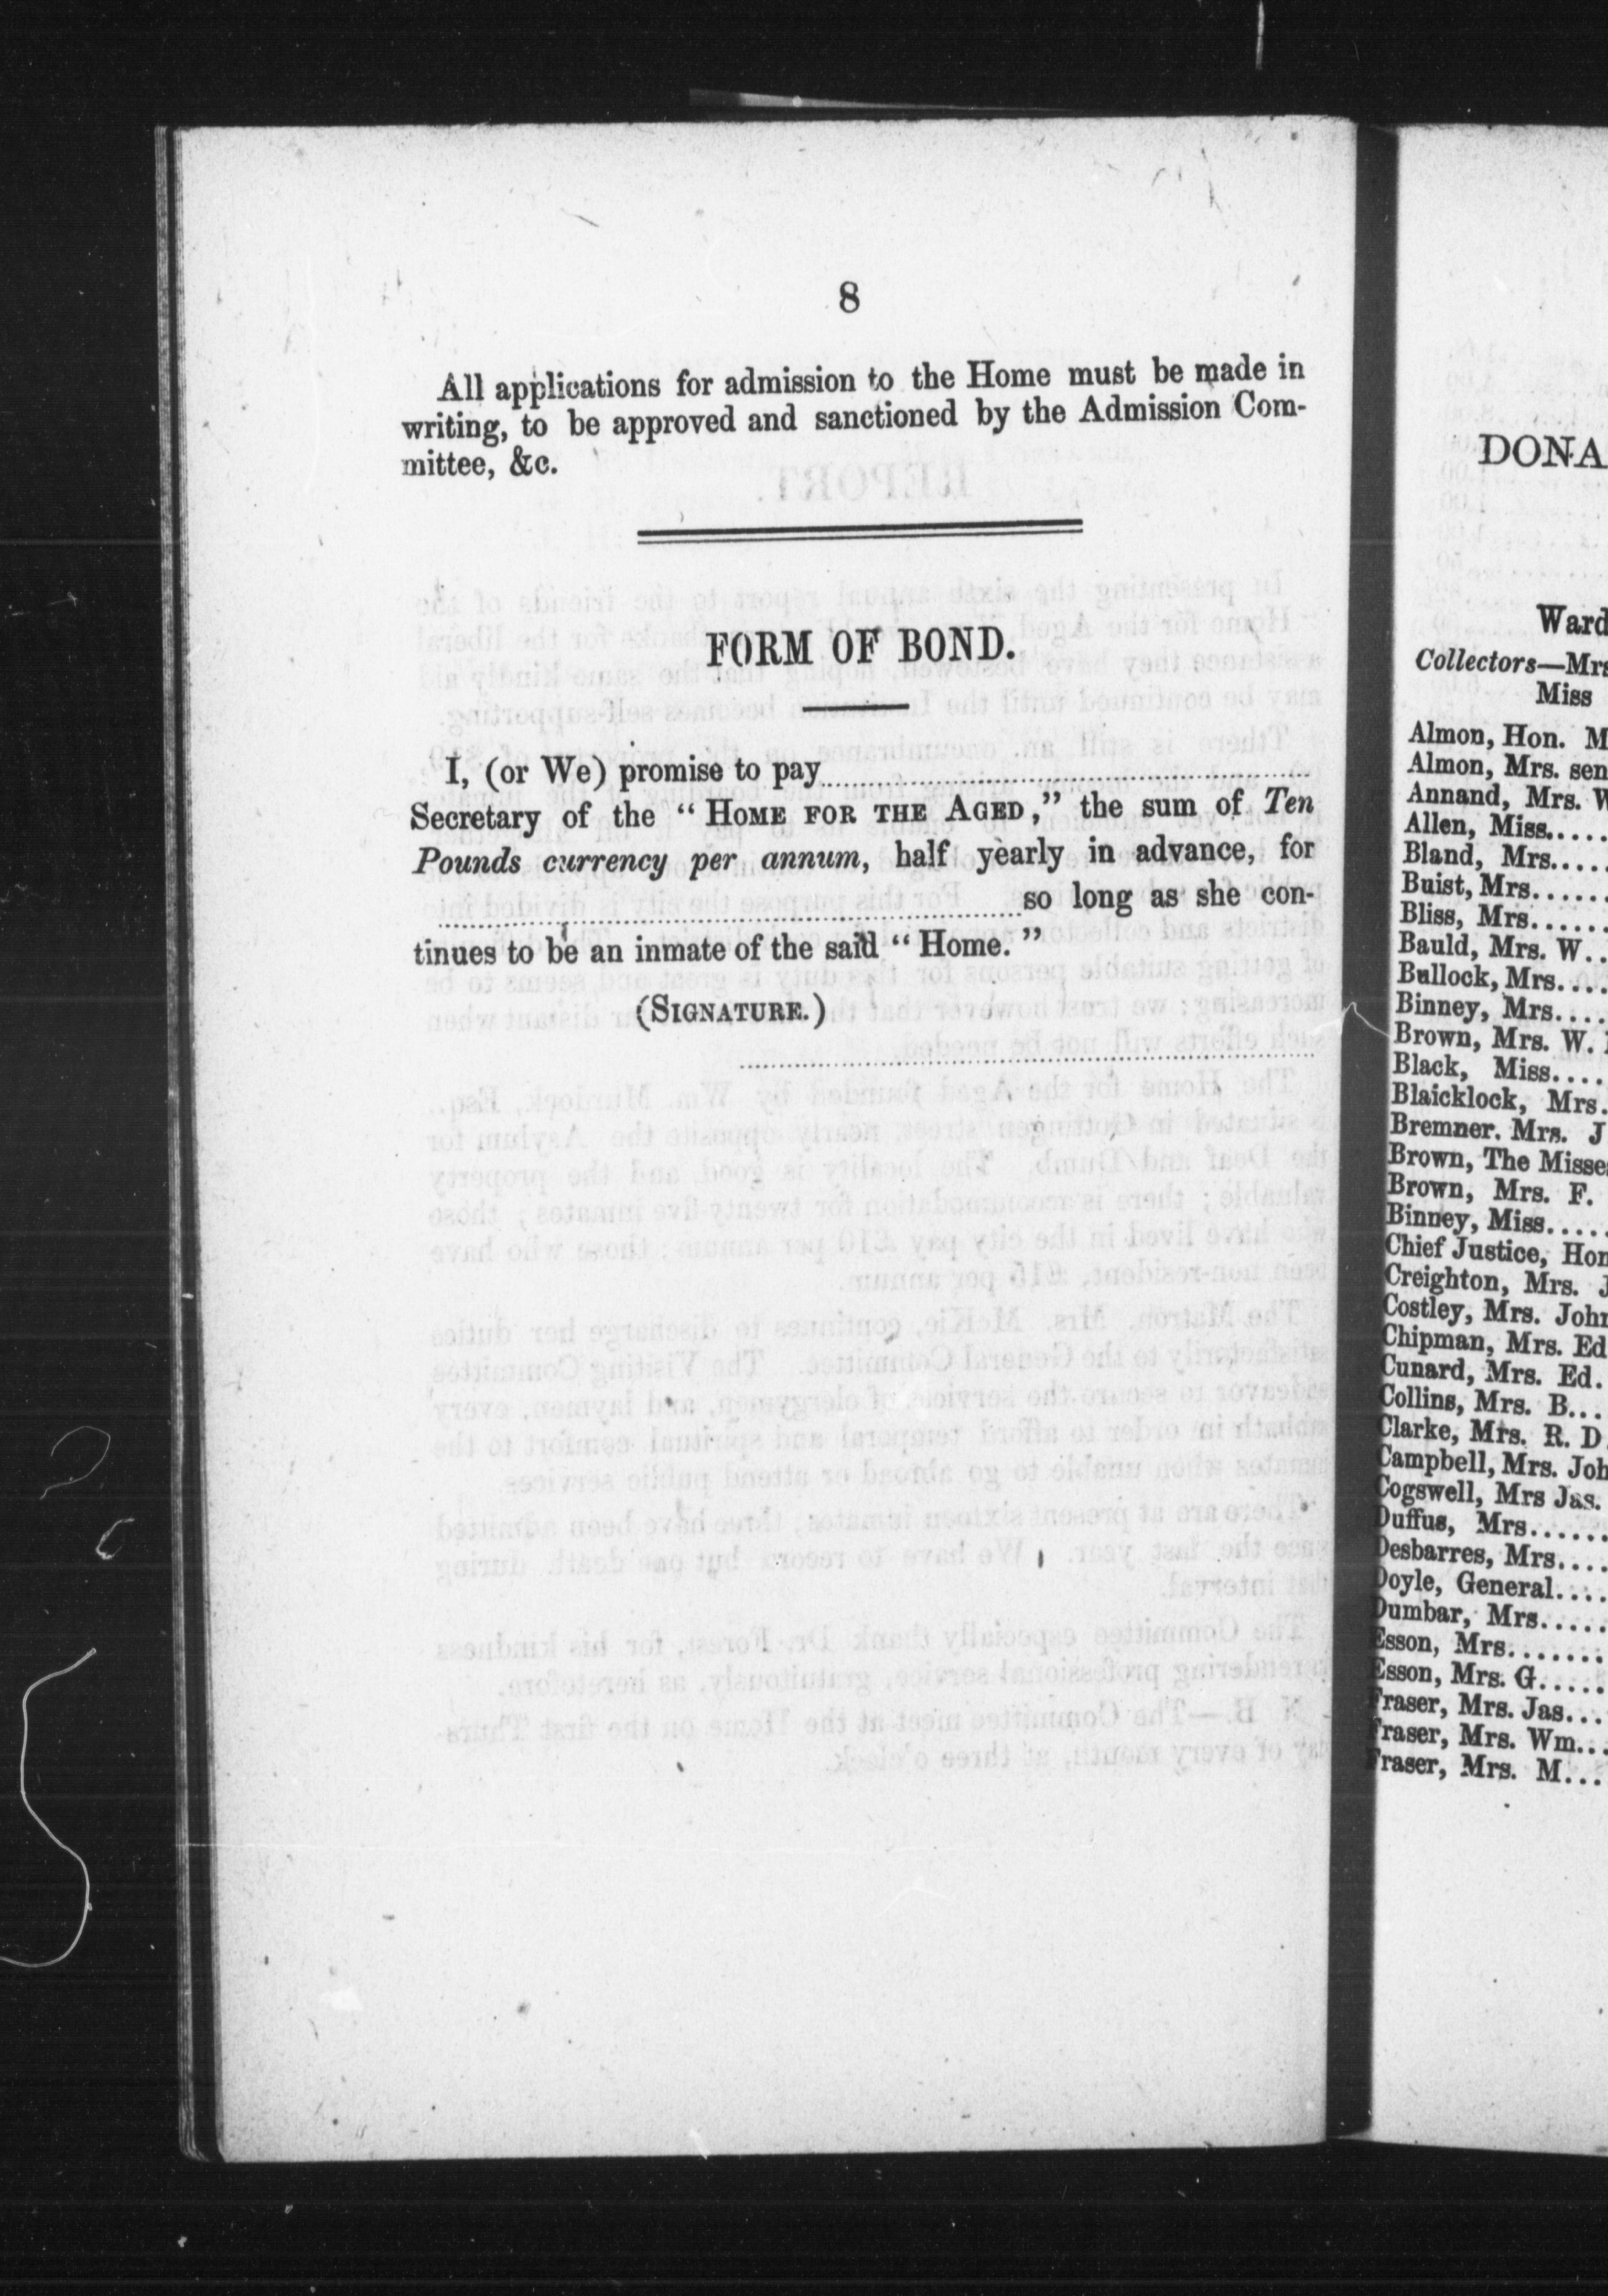 8
All applications for admission to the Home must be made in
writing, to be approved and sanctioned by the Admission Com-
mittee, &c.
FORM OF BOND.
I, (or We) promise to pay
Secretary of the “ HOME FOR THE AGED,” the sum of Ten
Pounds currency per annum, half yearly in advance, for
so long as she con-
tinues to be an inmate of the said “ Home.”
(SIGNATURE.)
DONA
Ward
Collectors—Mrs
Miss
Almon, Hon. M
Almon, Mrs. sen
Annand, Mrs. W
Allen, Miss.....
Bland, Mrs.....
Buist, Mrs......
Bliss, Mrs......
Bauld, Mrs. W..
Bullock, Mrs....
Binney, Mrs....
Brown, Mrs. W.
Black, Miss....
Blaicklock, Mrs.
Bremner. Mrs. J
Brown, The Misse
Brown, Mrs. F.
Binney, Miss.....
Chief Justice, Hon
Creighton, Mrs. J
Costley, Mrs. John
Chipman, Mrs. Ed
Cunard, Mrs. Ed.
Collins, Mrs. B...
Clarke, Mrs. R. D
Campbell, Mrs. Joh
Cogswell, Mrs Jas.
Duffus, Mrs......
Desbarres, Mrs....
Doyle, General....
Dumbar, Mrs.....
Esson, Mrs.......
Esson, Mrs. G.....
Fraser, Mrs. Jas...
Fraser, Mrs. Wm...
Fraser, Mrs. M...